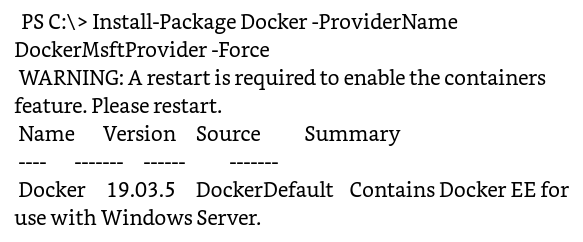 PS C:\> Install-Package Docker -ProviderName
DockerMsftProvider -Force
WARNING: A restart is required to enable the containers
feature. Please restart.
Name Version Source Summary
---- ------- ------ -------
Docker 19.03.5 DockerDefault Contains Docker EE for
use with Windows Server.